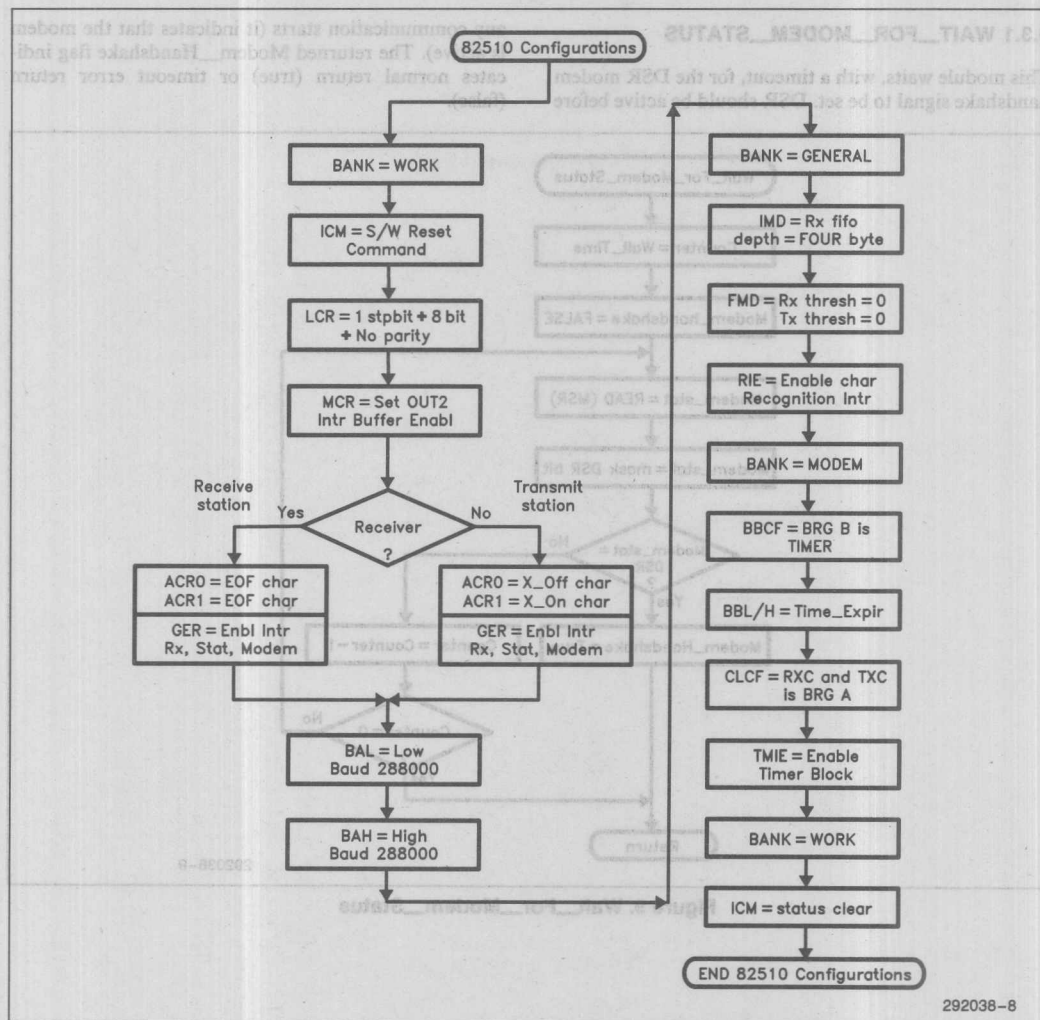 82510 Configurations
BANK = WORK
ICM = S/W Reset
Command
LCR = 1 stpbit + 8 bit
+ No parity
MCR = Set OUT2
Intr Buffer Enabl
Receive
station
Yes
Receiver
?
No
Transmit
station
ACR0 = EOF char
ACR1 = EOF char
GER = Enbl Intr
Rx, Stat, Modem
ACR0 = X_Off char
ACR1 = X_On char
GER = Enbl Intr
Rx, Stat, Modem
BAL = Low
Baud 288000
BAH = High
Baud 288000
BANK = GENERAL
IMD = Rx fifo
depth = FOUR byte
FMD = Rx thresh = 0
Tx thresh = 0
RIE = Enable char
Recognition Intr
BANK = MODEM
BBCF = BRG B is
TIMER
BBL/H = Time_Expir
CLCF = RXC and TXC
is BRG A
TMIE = Enable
Timer Block
BANK = WORK
ICM = status clear
END 82510 Configurations
292038-8